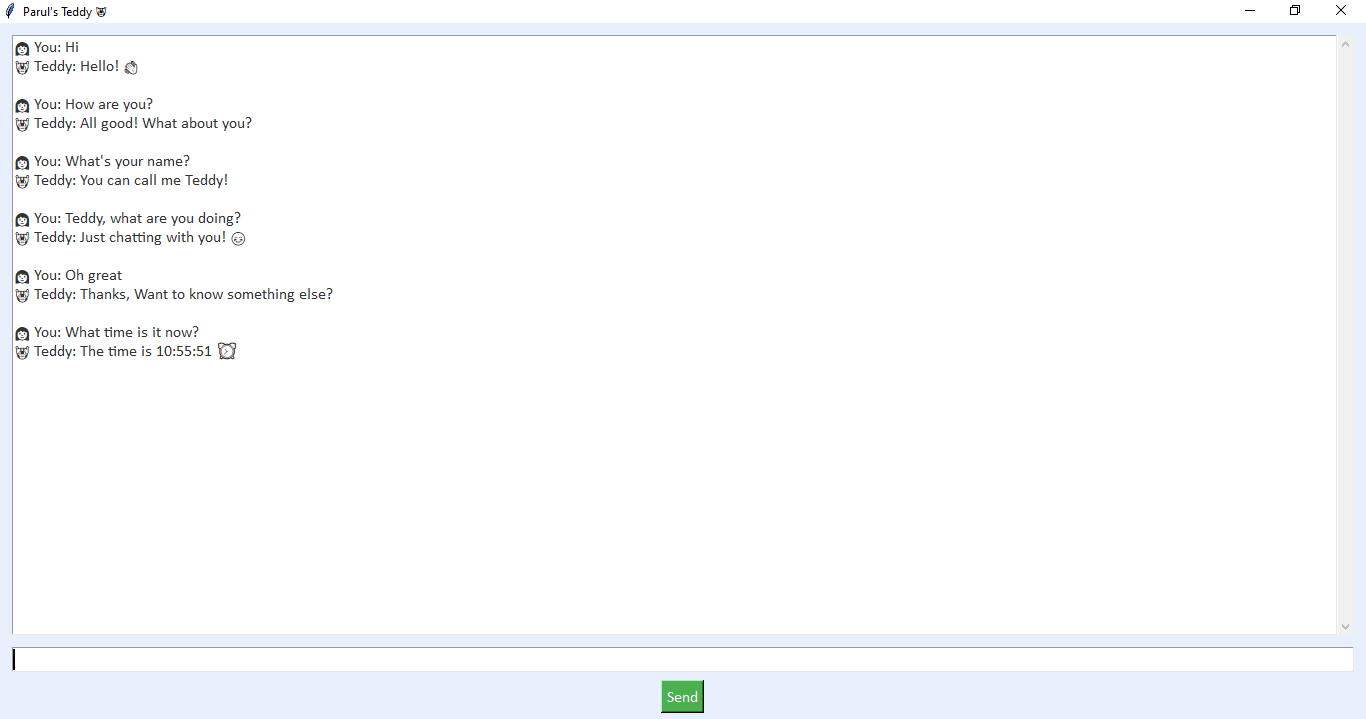 Parul's Teddy 🐻
👩 You: Hi
🐻 Teddy: Hello! 👋
👩 You: How are you?
🐻 Teddy: All good! What about you?
👩 You: What's your name?
🐻 Teddy: You can call me Teddy!
👩 You: Teddy, what are you doing?
🐻 Teddy: Just chatting with you! 😊
👩 You: Oh great
🐻 Teddy: Thanks, Want to know something else?
👩 You: What time is it now?
🐻 Teddy: The time is 10:55:51 ⏰
Send